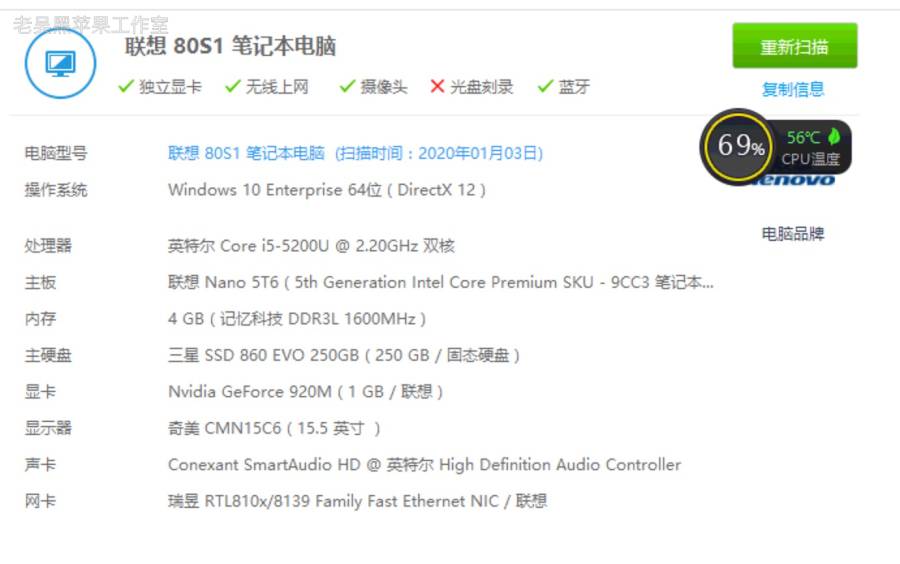 老吴黑苹果工作室
联想 80S1 笔记本电脑
重新扫描
独立显卡 无线上网 摄像头 光盘刻录 蓝牙
复制信息
69% 56℃
CPU温度
电脑型号 联想 80S1 笔记本电脑 (扫描时间：2020年01月03日)
lenovo
操作系统 Windows 10 Enterprise 64位 ( DirectX 12 )
电脑品牌
处理器 英特尔 Core i5-5200U @ 2.20GHz 双核
主板 联想 Nano 5T6 ( 5th Generation Intel Core Premium SKU - 9CC3 笔记本...
内存 4 GB ( 记忆科技 DDR3L 1600MHz )
主硬盘 三星 SSD 860 EVO 250GB ( 250 GB / 固态硬盘 )
显卡 Nvidia GeForce 920M ( 1 GB / 联想 )
显示器 奇美 CMN15C6 ( 15.5 英寸 )
声卡 Conexant SmartAudio HD @ 英特尔 High Definition Audio Controller
网卡 瑞昱 RTL810x/8139 Family Fast Ethernet NIC / 联想